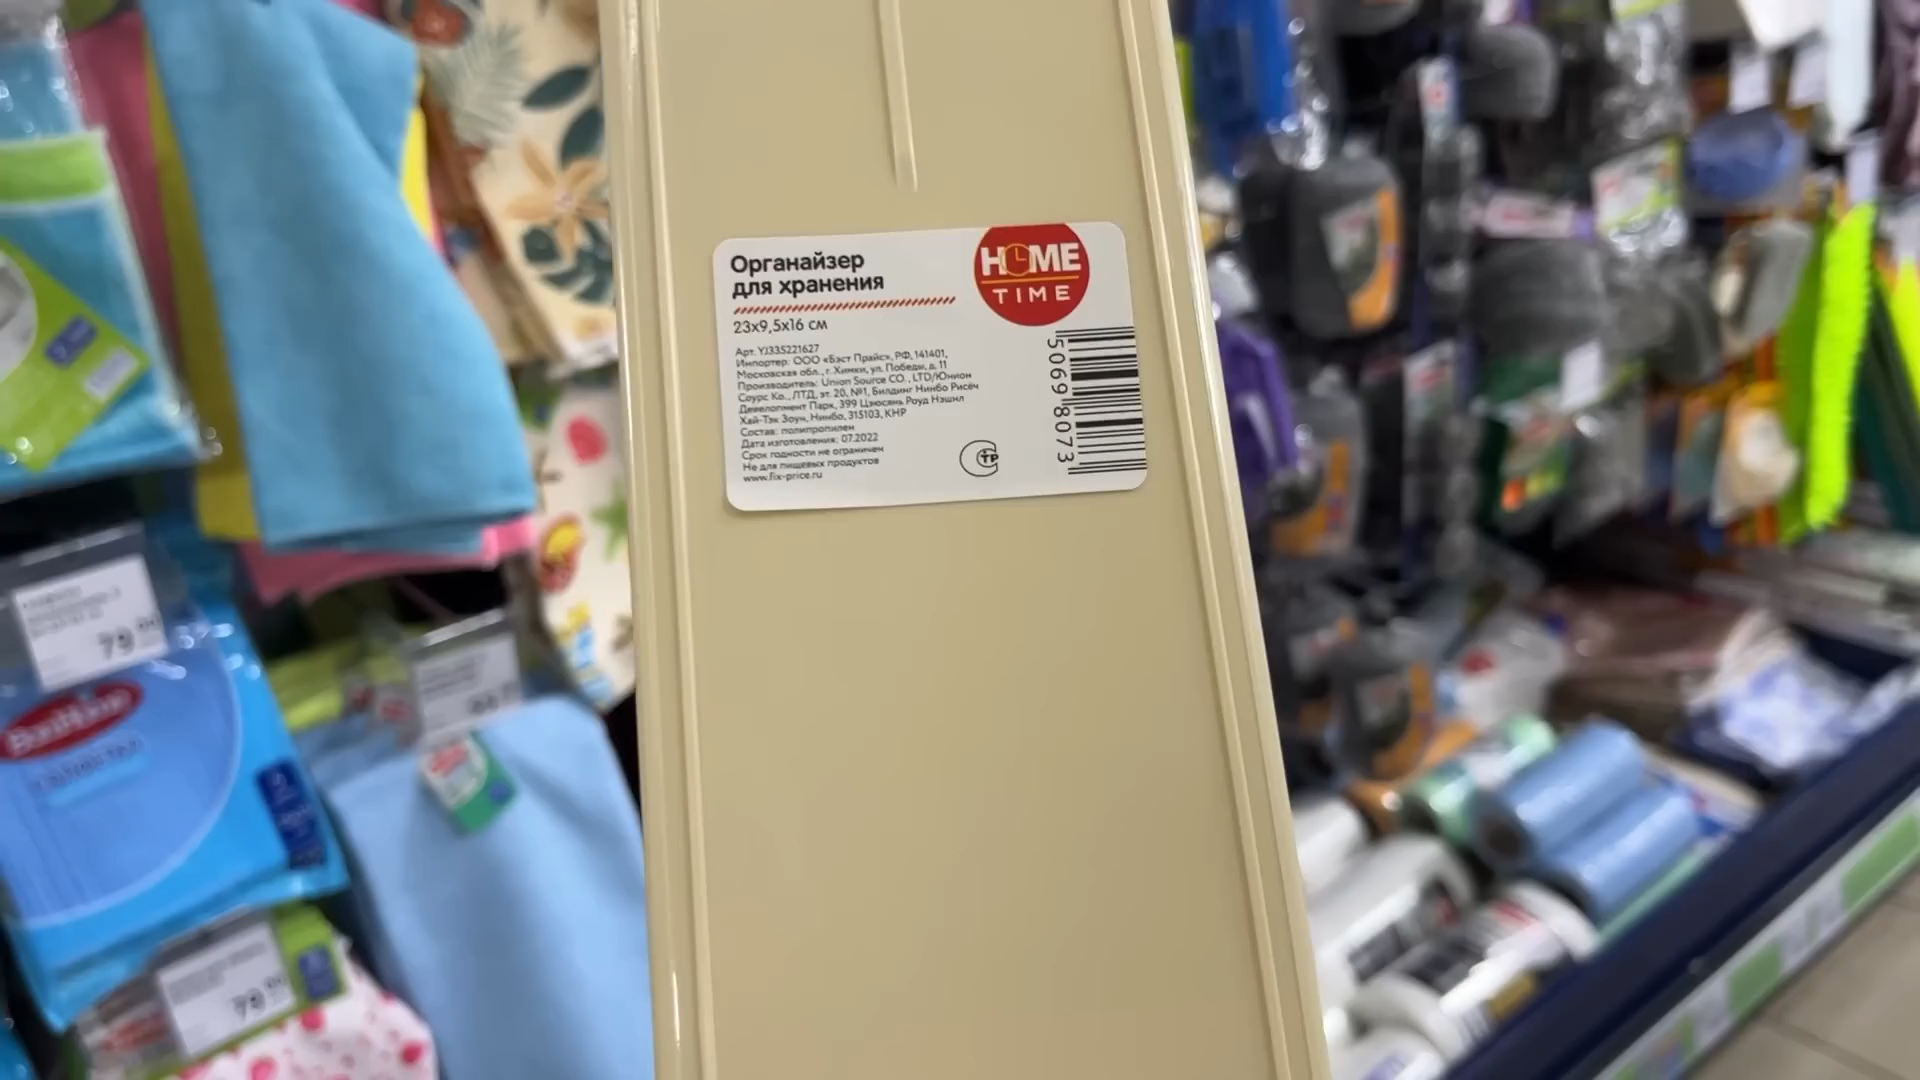 Органайзер
для хранения
HOME
TIME
23x9,5x16 см
Арт. YJ335221627
Импортер: ООО «Бэст Прайс», РФ, 141401,
Московская обл., г. Химки, ул. Победы, д. 11
Производитель: Union Source CO., LTD/Юнион
Соурс Ко., ЛТД, эт. 20, №1, Билдинг Нинбо Рисёч
Девелопмент Парк, 399 Цзюсянь Роуд Нэшнл
Хай-Тэк Зоун, Нинбо, 315103, КНР
Состав: полипропилен
Дата изготовления: 07.2022
Срок годности не ограничен
Не для пищевых продуктов
www.fix-price.ru
СТР
5069 8073
79
79